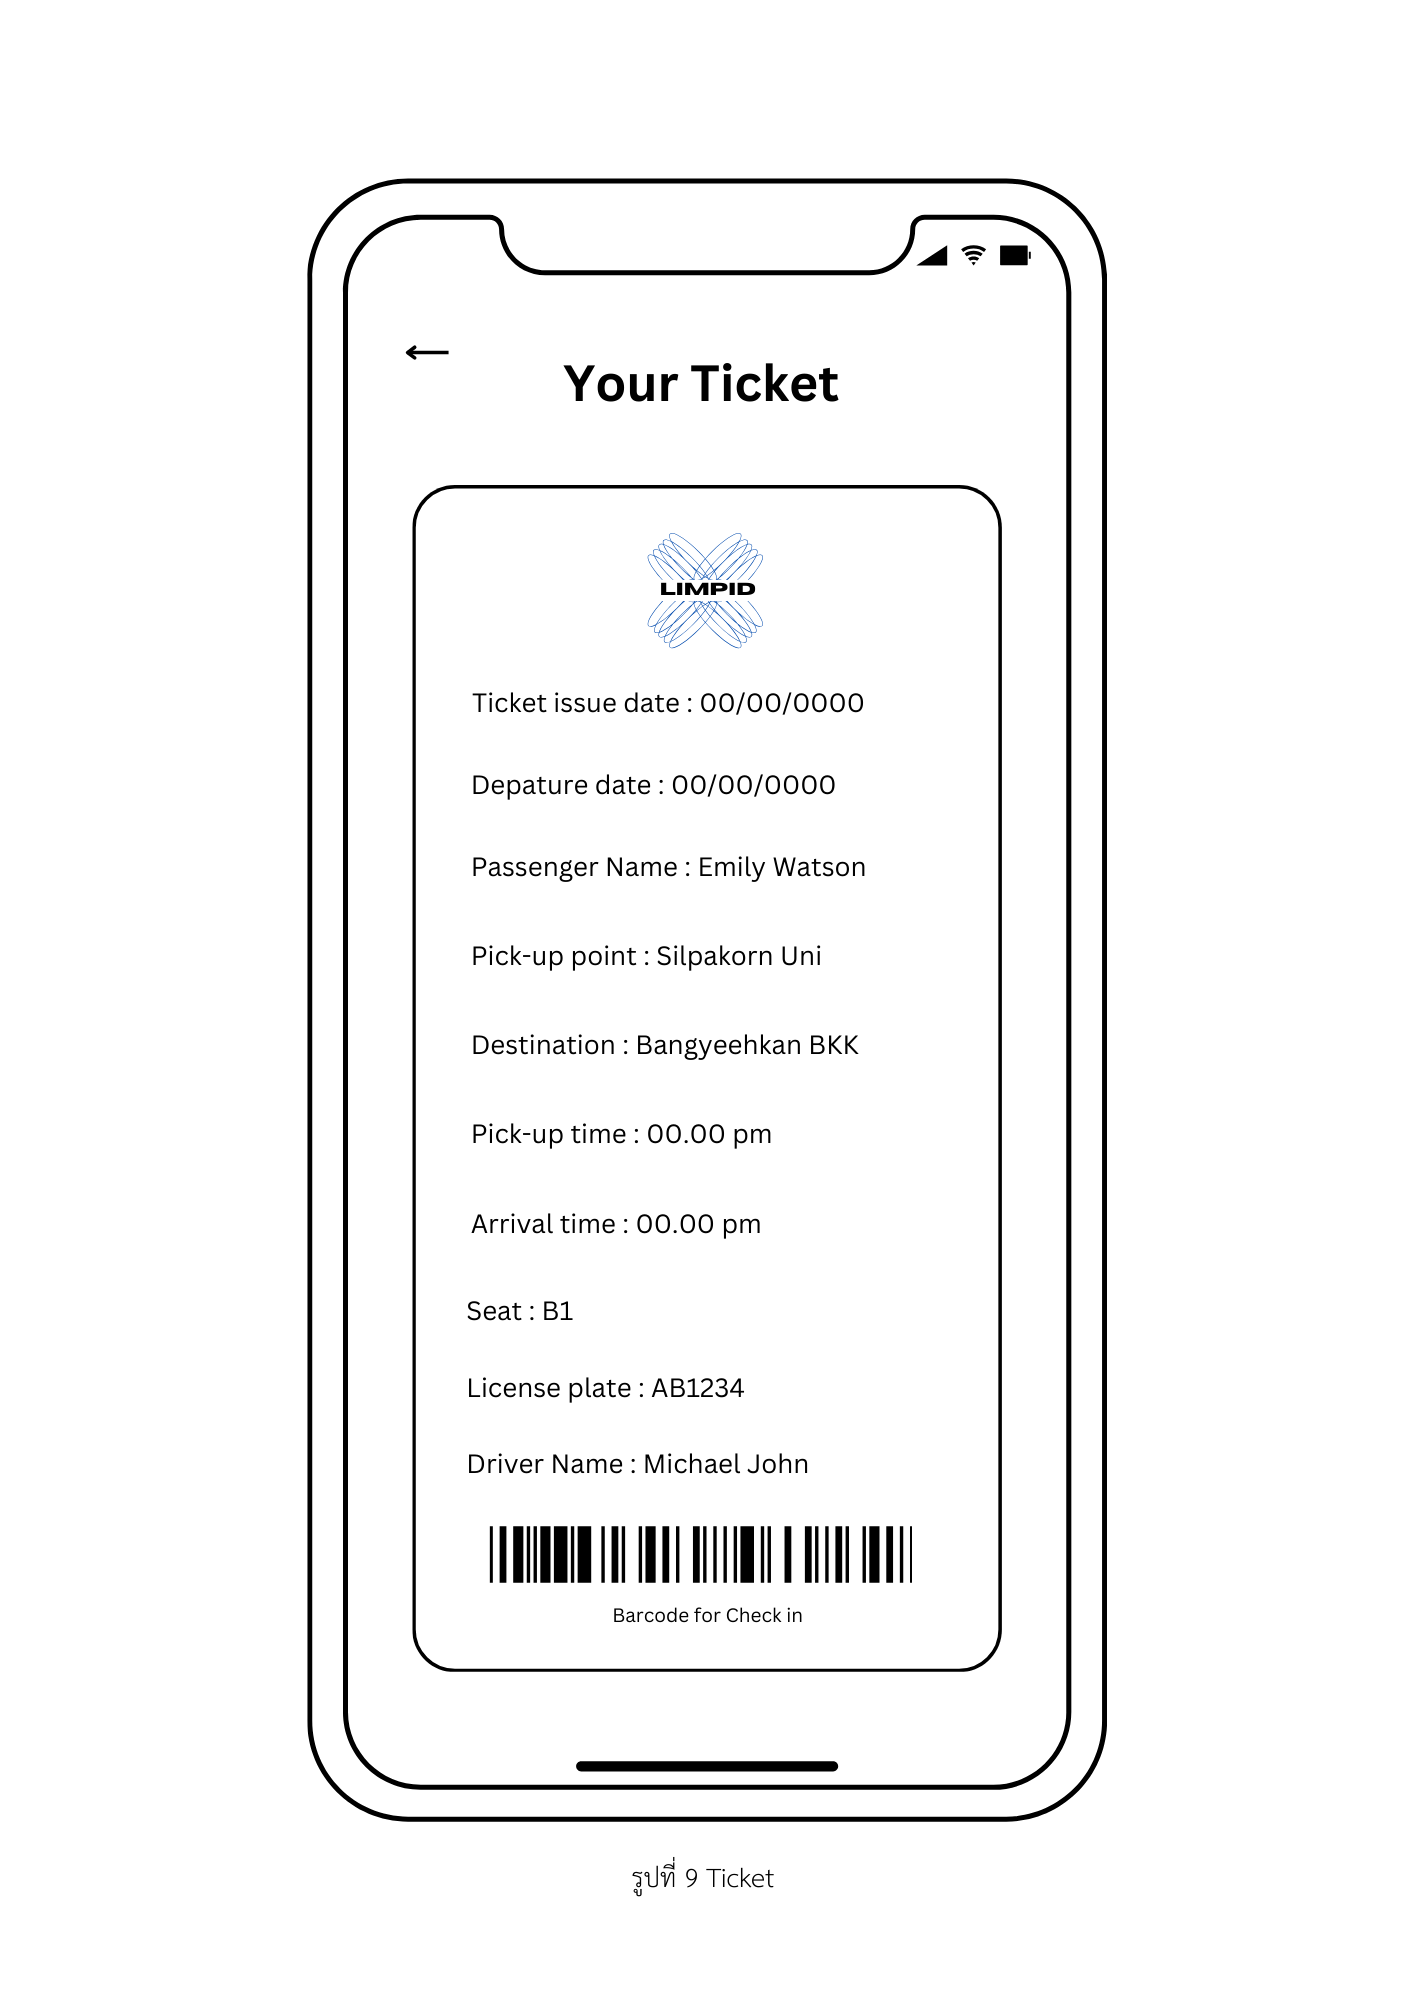 Your Ticket
LIMPID
Ticket issue date : 00/00/0000
Depature date : 00/00/0000
Passenger Name : Emily Watson
Pick-up point : Silpakorn Uni
Destination : Bangyeehkan BKK
Pick-up time : 00.00 pm
Arrival time : 00.00 pm
Seat : B1
License plate : AB1234
Driver Name : Michael John
Barcode for Check in
รูปที่ 9 Ticket